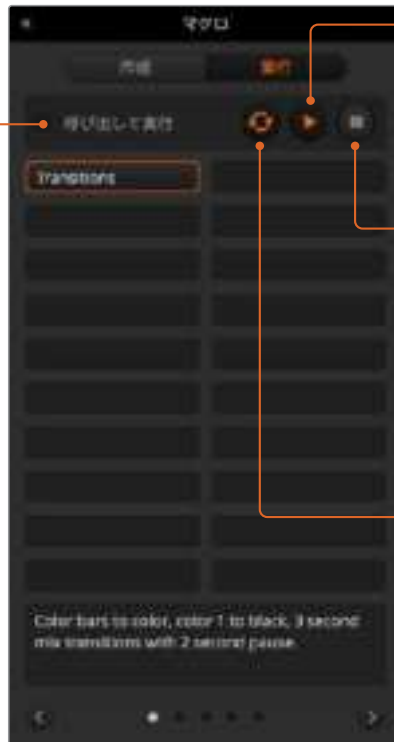 マクロ
作成 実行
呼び出して実行
Transitions
Color bars to color, color 1 to black, 3 second
mix transitions with 2 second pause.